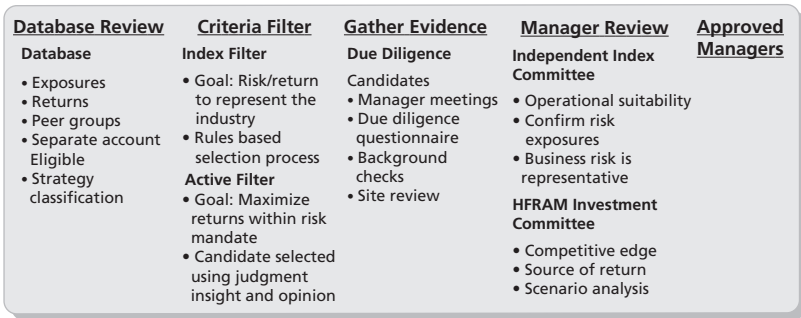 Database Review
Database
• Exposures
• Returns
• Peer groups
• Separate account
Eligible
• Strategy
classification
Criteria Filter
Index Filter
• Goal: Risk/return
to represent the
industry
• Rules based
selection process
Active Filter
• Goal: Maximize
returns within risk
mandate
• Candidate selected
using judgment
insight and opinion
Gather Evidence
Due Diligence
Candidates
• Manager meetings
• Due diligence
questionnaire
• Background
checks
• Site review
Manager Review
Independent Index
Committee
• Operational suitability
• Confirm risk
exposures
• Business risk is
representative
HFRAM Investment
Committee
• Competitive edge
• Source of return
• Scenario analysis
Approved
Managers